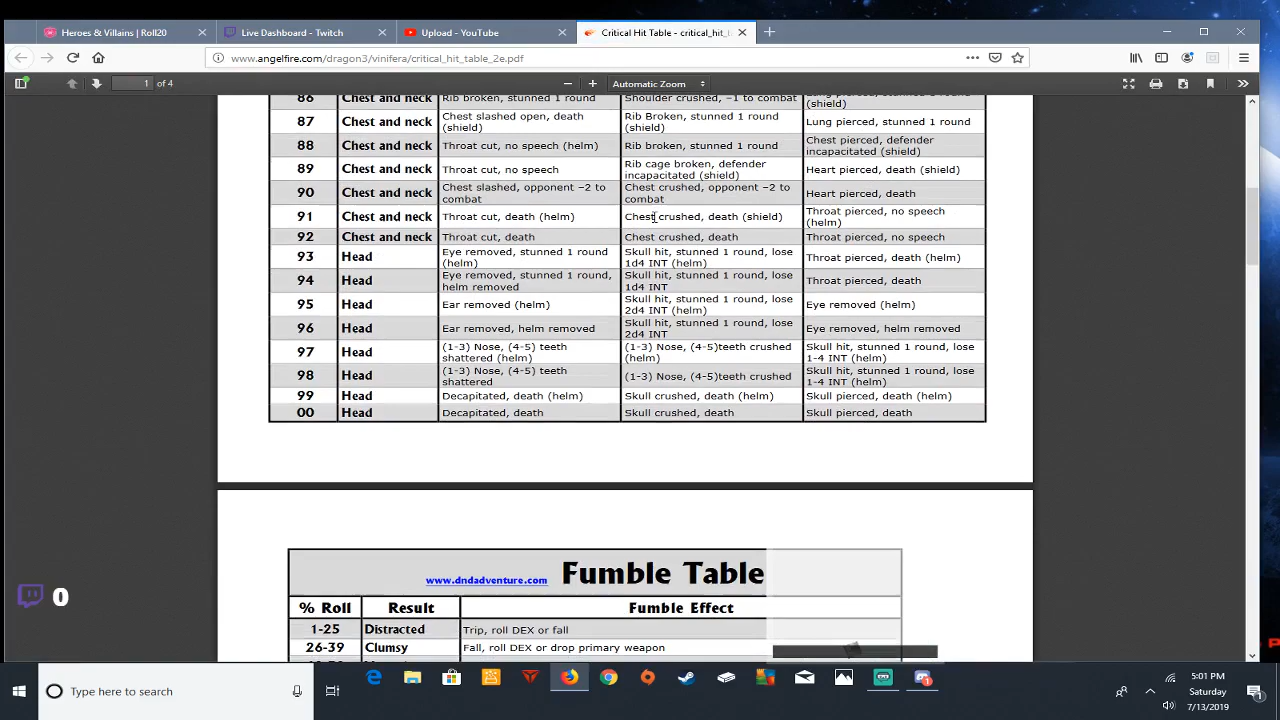 Heroes & Villains | Roll20
Live Dashboard - Twitch
Upload - YouTube
Critical Hit Table - critical_hit_t
www.angelfire.com/dragon3/vinifera/critical_hit_table_2e.pdf
1 of 4
Automatic Zoom
86 Chest and neck Rib broken, stunned 1 round Shoulder crushed, −1 to combat Lung pierced, stunned 1 round (shield)
87 Chest and neck Chest slashed open, death (shield) Rib Broken, stunned 1 round (shield) Lung pierced, stunned 1 round
88 Chest and neck Throat cut, no speech (helm) Rib broken, stunned 1 round Chest pierced, defender incapacitated (shield)
89 Chest and neck Throat cut, no speech Rib cage broken, defender incapacitated (shield) Heart pierced, death (shield)
90 Chest and neck Chest slashed, opponent −2 to combat Chest crushed, opponent −2 to combat Heart pierced, death
91 Chest and neck Throat cut, death (helm) Chest crushed, death (shield) Throat pierced, no speech (helm)
92 Chest and neck Throat cut, death Chest crushed, death Throat pierced, no speech
93 Head Eye removed, stunned 1 round (helm) Skull hit, stunned 1 round, lose 1d4 INT (helm) Throat pierced, death (helm)
94 Head Eye removed, stunned 1 round, helm removed Skull hit, stunned 1 round, lose 1d4 INT Throat pierced, death
95 Head Ear removed (helm) Skull hit, stunned 1 round, lose 2d4 INT (helm) Eye removed (helm)
96 Head Ear removed, helm removed Skull hit, stunned 1 round, lose 2d4 INT Eye removed, helm removed
97 Head (1-3) Nose, (4-5) teeth shattered (helm) (1-3) Nose, (4-5)teeth crushed (helm) Skull hit, stunned 1 round, lose 1-4 INT (helm)
98 Head (1-3) Nose, (4-5) teeth shattered (1-3) Nose, (4-5)teeth crushed Skull hit, stunned 1 round, lose 1-4 INT (helm)
99 Head Decapitated, death (helm) Skull crushed, death (helm) Skull pierced, death (helm)
00 Head Decapitated, death Skull crushed, death Skull pierced, death
www.dndadventure.com Fumble Table
% Roll Result Fumble Effect
1-25 Distracted Trip, roll DEX or fall
26-39 Clumsy Fall, roll DEX or drop primary weapon
0
Type here to search
5:01 PM
Saturday
7/13/2019
1